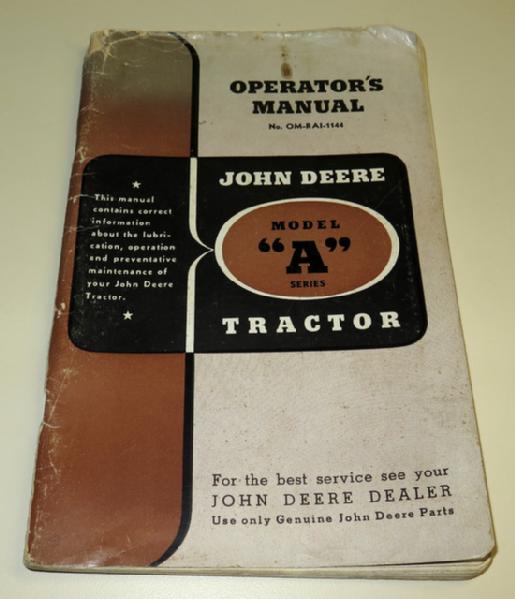 OPERATOR'S
MANUAL
No. OM-RAI-1144
JOHN DEERE
MODEL
"A"
SERIES
TRACTOR
This manual
contains correct
information
about the lubri-
cation, operation
and preventative
maintenance of
your John Deere
Tractor.
For the best service see your
JOHN DEERE DEALER
Use only Genuine John Deere Parts